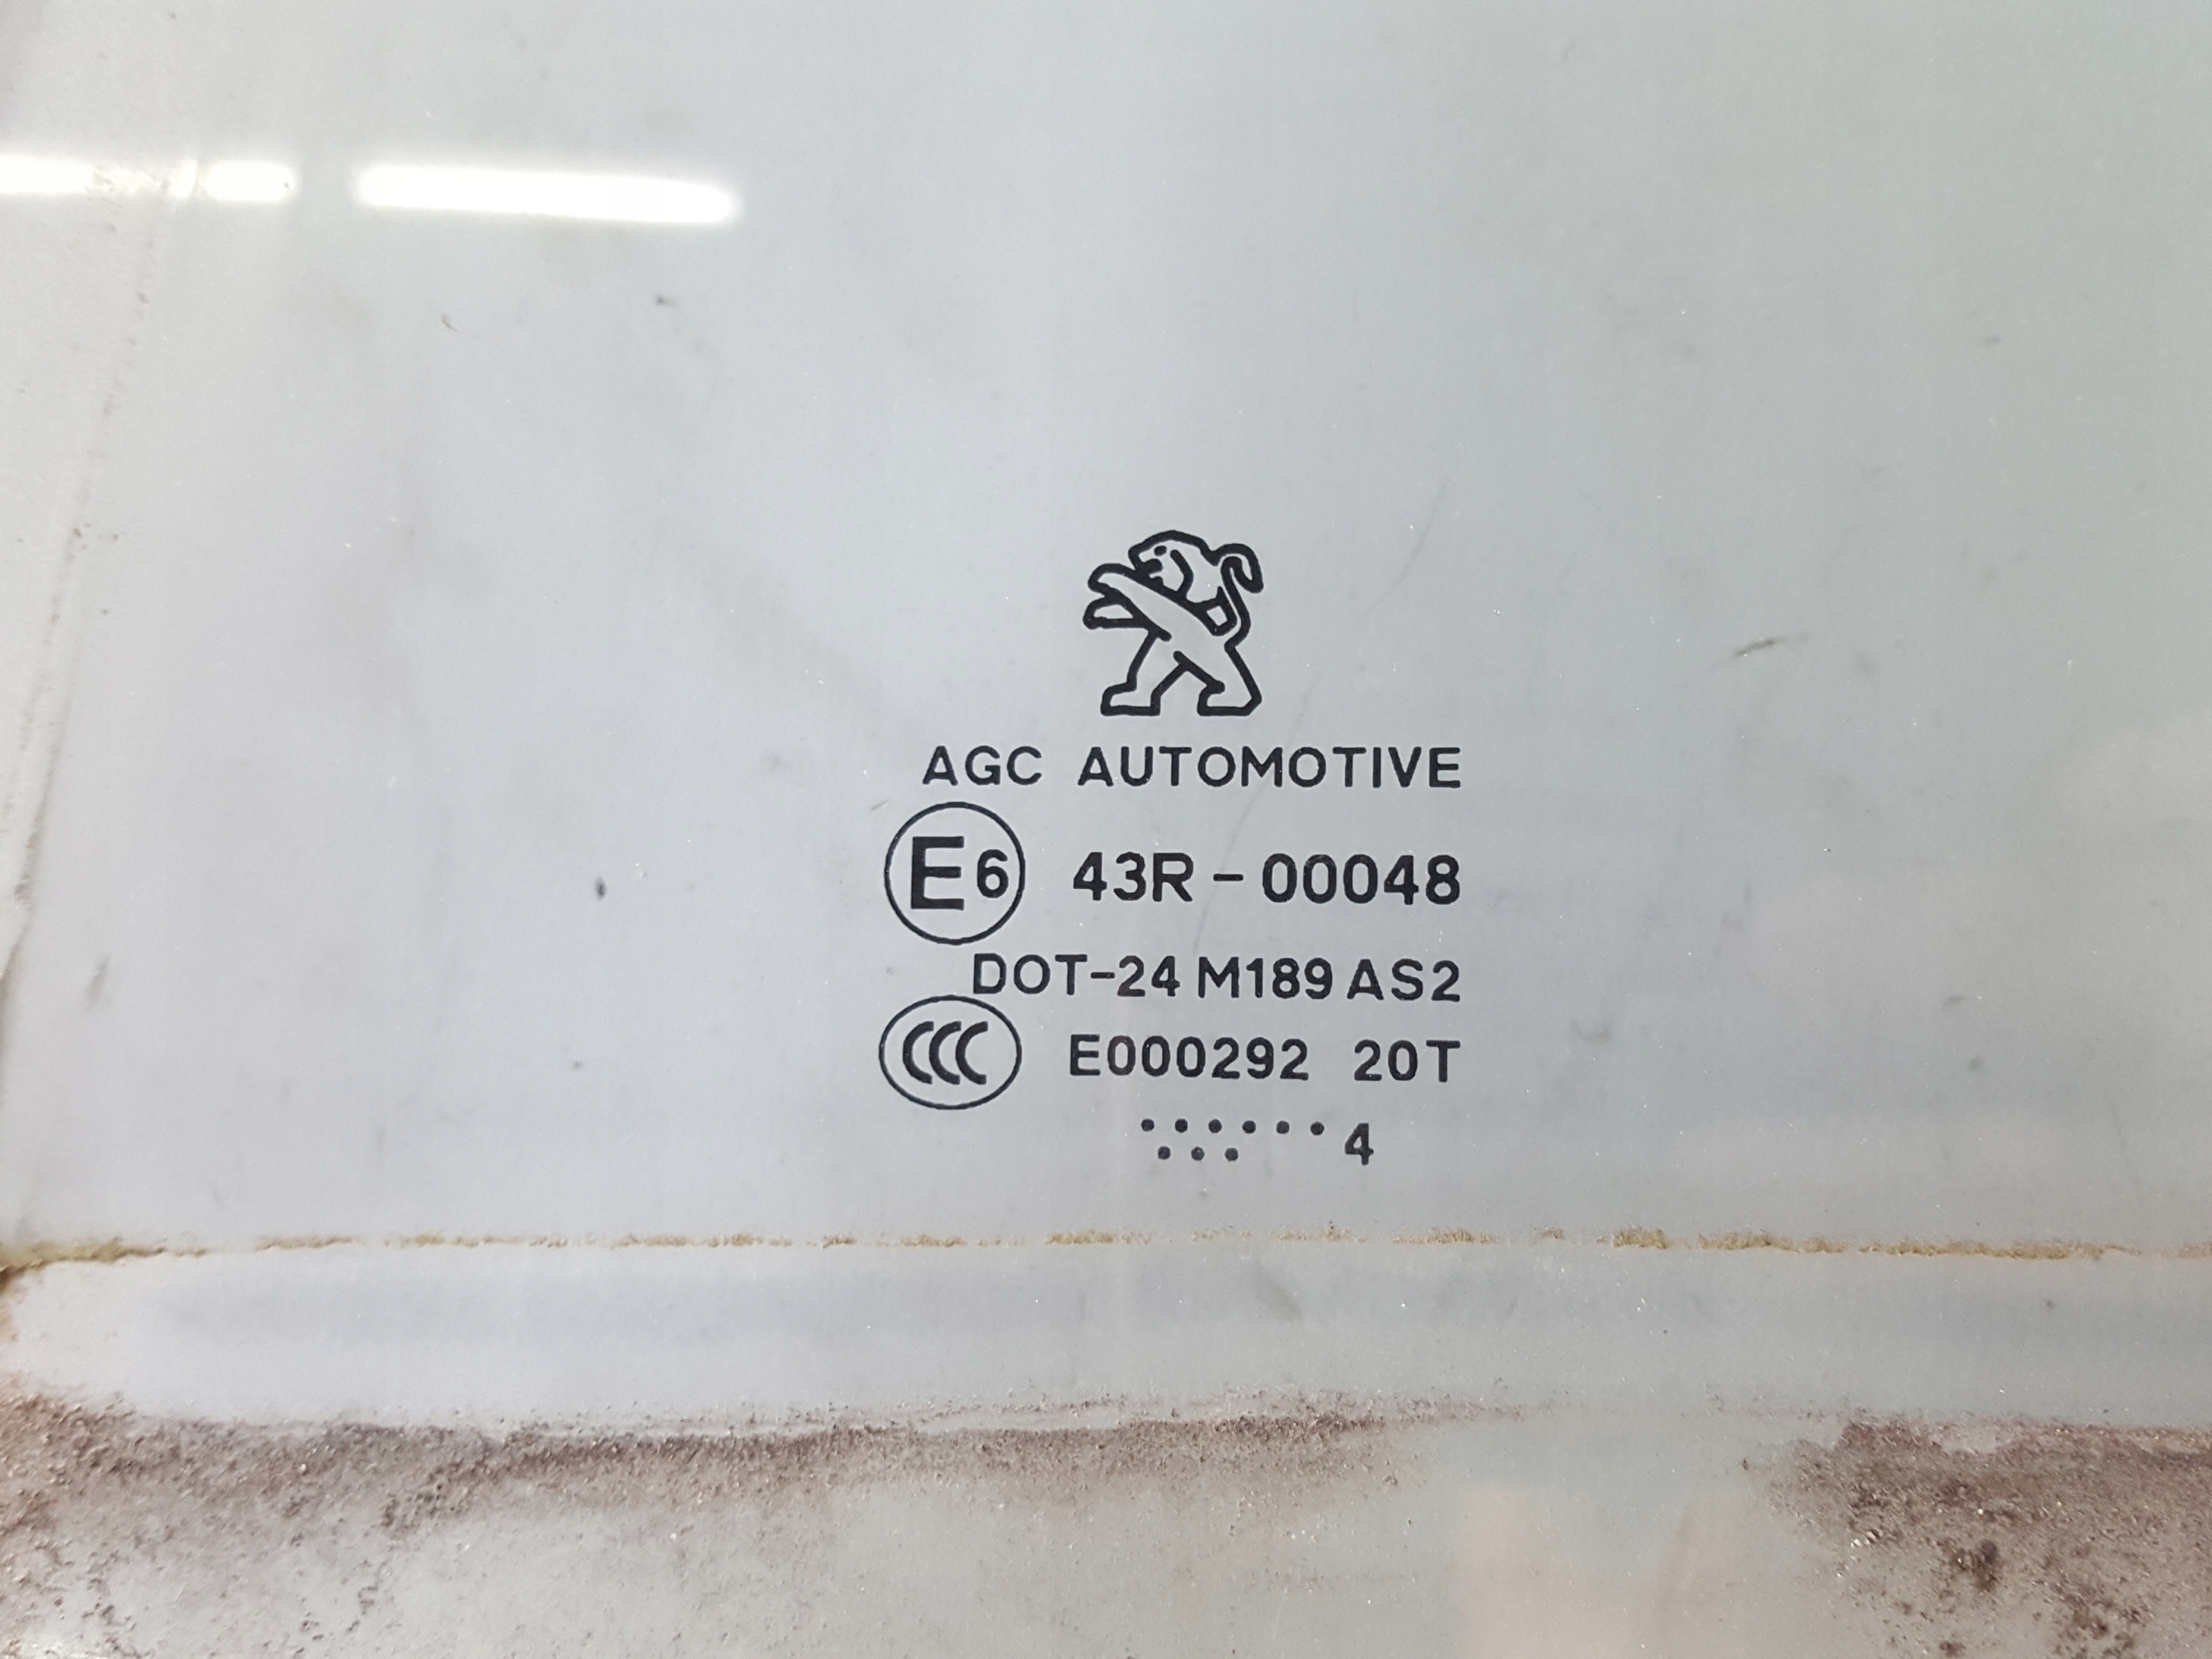 AGC AUTOMOTIVE
E6 43R-00048
DOT-24 M189 AS2
CCC E000292 20T
4